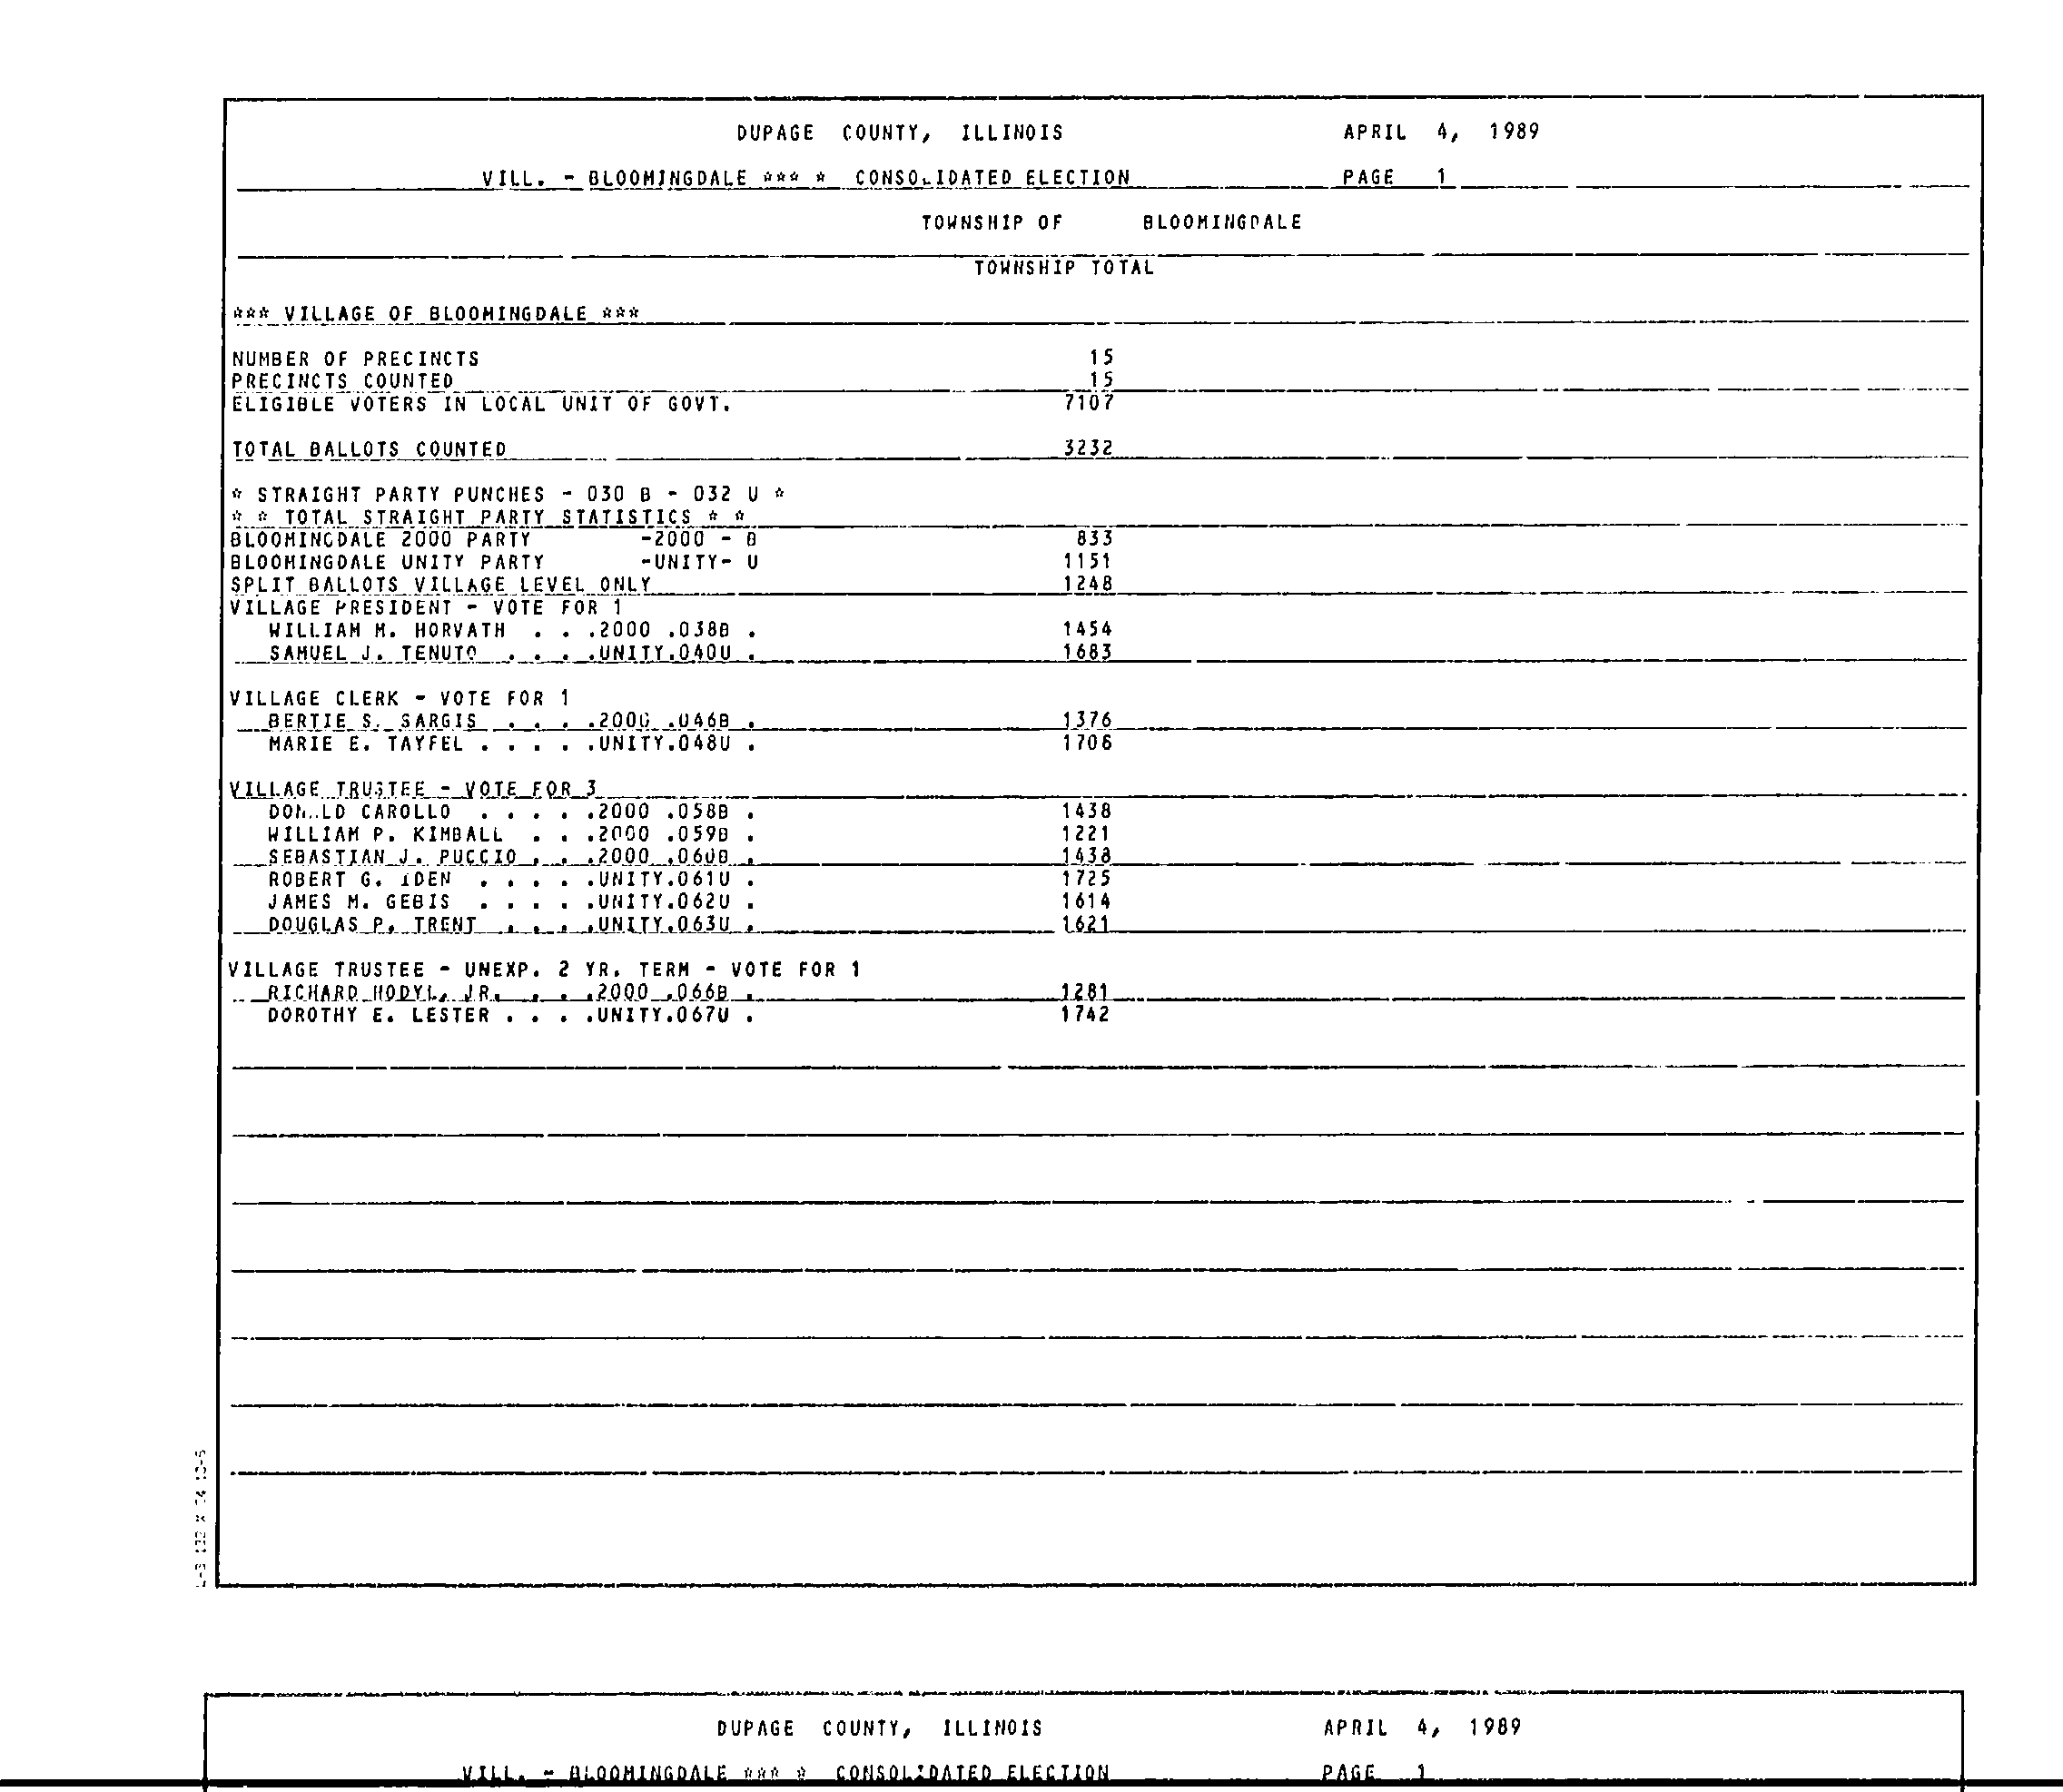 DUPAGE COUNTY, ILLINOIS APRIL 4, 1989
VILL. - BLOOMINGDALE *** * CONSOLIDATED ELECTION PAGE 1
TOWNSHIP OF BLOOMINGDALE
TOWNSHIP TOTAL
*** VILLAGE OF BLOOMINGDALE ***
NUMBER OF PRECINCTS 15
PRECINCTS COUNTED 15
ELIGIBLE VOTERS IN LOCAL UNIT OF GOVT. 7107
TOTAL BALLOTS COUNTED 3232
* STRAIGHT PARTY PUNCHES - 030 B - 032 U *
* * TOTAL STRAIGHT PARTY STATISTICS * *
BLOOMINGDALE 2000 PARTY -2000 - B 833
BLOOMINGDALE UNITY PARTY -UNITY- U 1151
SPLIT BALLOTS VILLAGE LEVEL ONLY 1248
VILLAGE PRESIDENT - VOTE FOR 1
WILLIAM M. HORVATH . . .2000 .038B . 1454
SAMUEL J. TENUTO . . . .UNITY.040U . 1683
VILLAGE CLERK - VOTE FOR 1
BERTIE S. SARGIS . . . .2000 .046B . 1376
MARIE E. TAYFEL . . . . .UNITY.048U .
VILLAGE TRUSTEE - VOTE FOR 3
DONALD CAROLLO . . . . .2000 .058B . 1438
WILLIAM P. KIMBALL . . .2000 .059B . 1221
SEBASTIAN J. PUCCIO . . .2000 .060B . 1438
ROBERT G. IDEN . . . . .UNITY.061U . 1725
JAMES M. GEBIS . . . . .UNITY.062U . 1614
DOUGLAS P. TRENT . . . .UNITY.063U . 1621
VILLAGE TRUSTEE - UNEXP. 2 YR. TERM - VOTE FOR 1
RICHARD HODYL, JR. . . .2000 .066B . 1281
DOROTHY E. LESTER . . . .UNITY.067U . 1742
DUPAGE COUNTY, ILLINOIS APRIL 4, 1989
VILL. - BLOOMINGDALE *** * CONSOLIDATED ELECTION PAGE 1